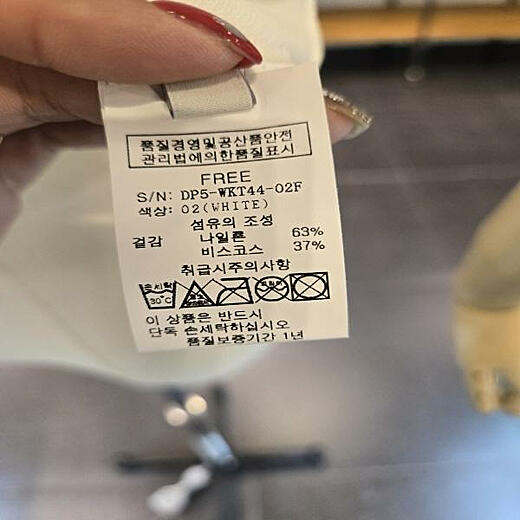 품질경영및공산품안전
관리법에의한품질표시
FREE
S/N: DP5-WKT44-02F
색상: 02(WHITE)
섬유의 조성
겉감 나일론 63%
비스코스 37%
취급시주의사항
손세탁
30°C
이 상품은 반드시
단독 손세탁하십시오
품질보증기간 1년